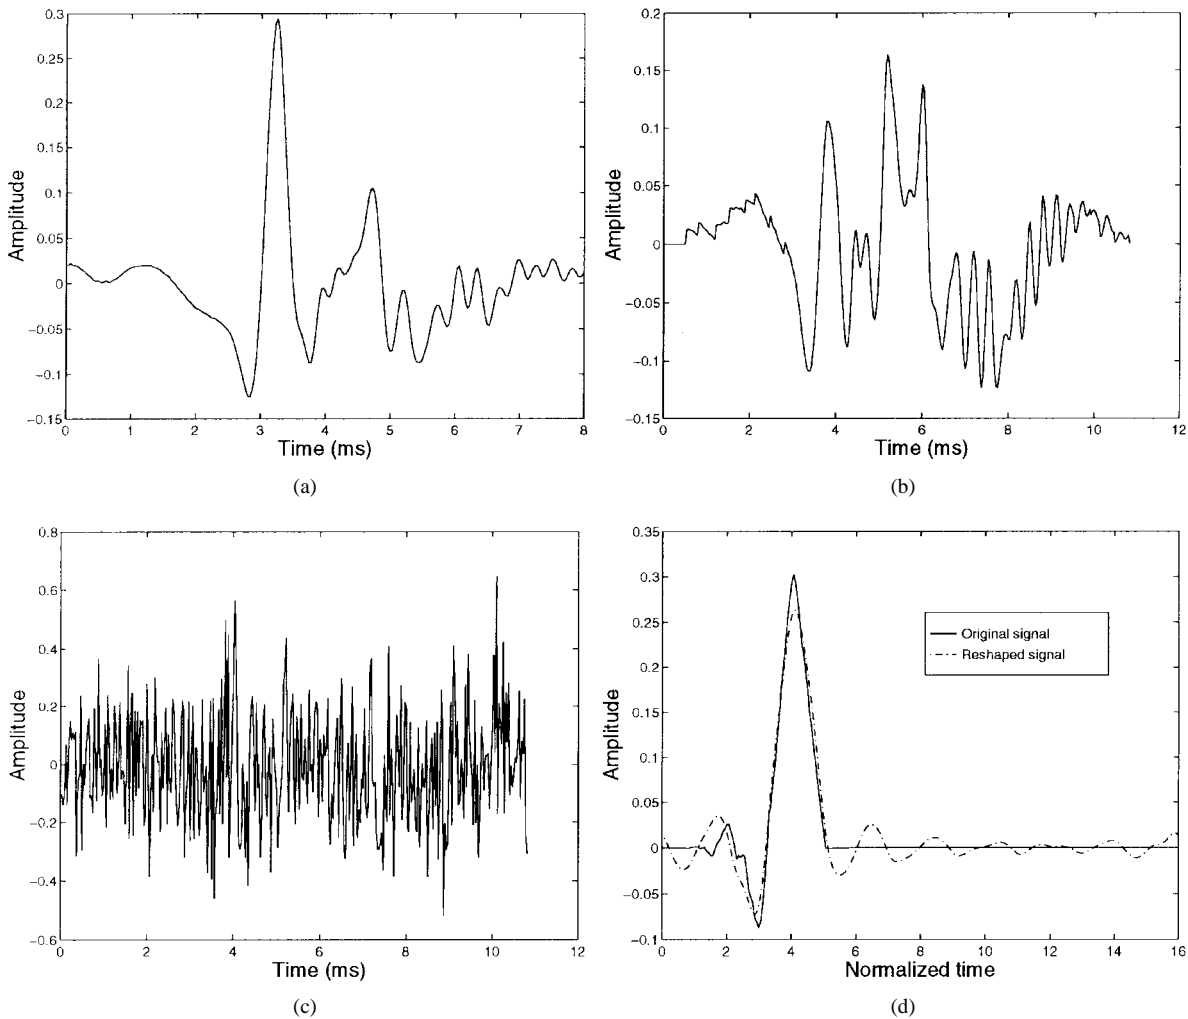 0.3
0.25
0.2
0.15
0.1
0.05
0
−0.05
−0.1
−0.15
0 1 2 3 4 5 6 7 8
Amplitude
Time (ms)
(a)
0.2
0.15
0.1
0.05
0
−0.05
−0.1
−0.15
0 2 4 6 8 10 12
Amplitude
Time (ms)
(b)
0.8
0.6
0.4
0.2
0
−0.2
−0.4
−0.6
0 2 4 6 8 10 12
Amplitude
Time (ms)
(c)
0.35
0.3
0.25
0.2
0.15
0.1
0.05
0
−0.05
−0.1
0 2 4 6 8 10 12 14 16
Amplitude
Original signal
Reshaped signal
Normalized time
(d)